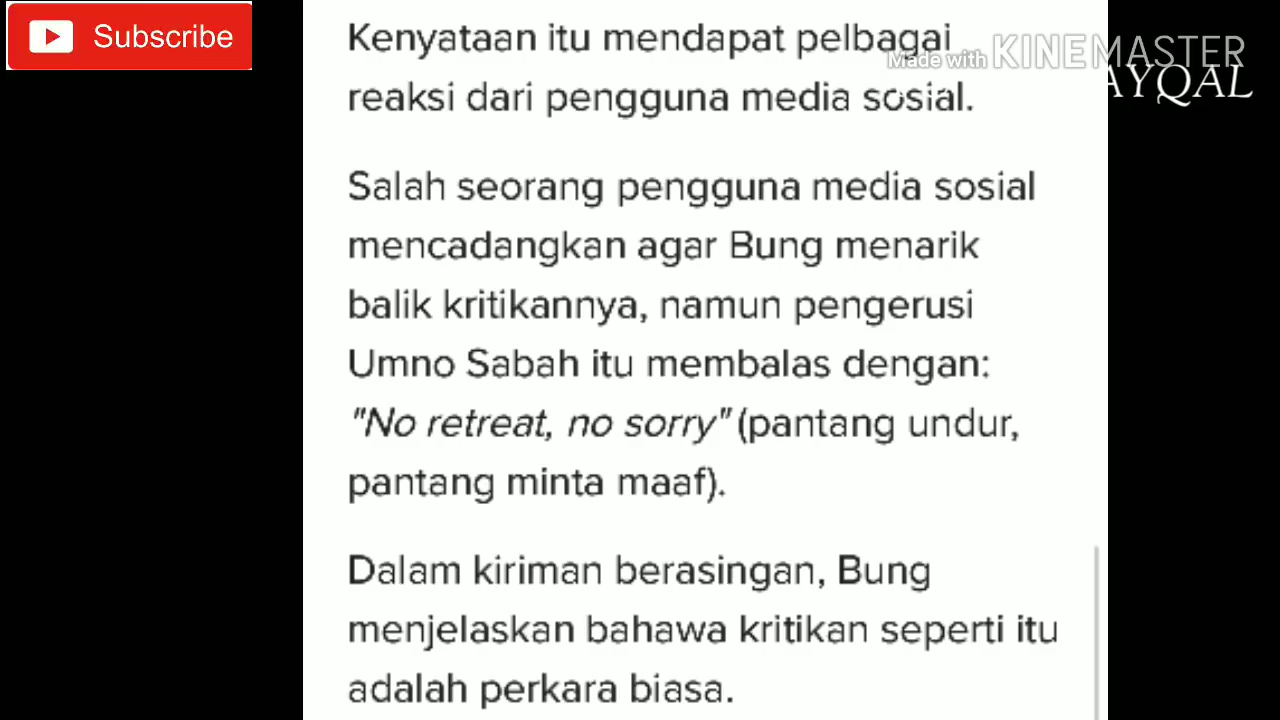 Subscribe
Made with KINEMASTER
AYQAL
Kenyataan itu mendapat pelbagai
reaksi dari pengguna media sosial.
Salah seorang pengguna media sosial
mencadangkan agar Bung menarik
balik kritikannya, namun pengerusi
Umno Sabah itu membalas dengan:
"No retreat, no sorry" (pantang undur,
pantang minta maaf).
Dalam kiriman berasingan, Bung
menjelaskan bahawa kritikan seperti itu
adalah perkara biasa.